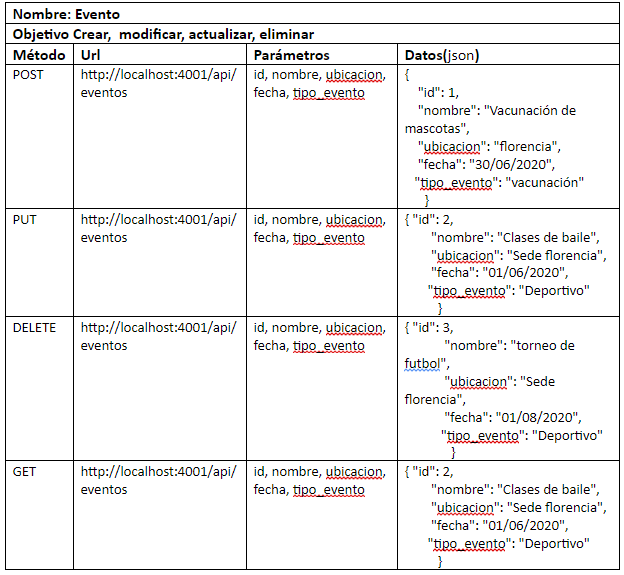 Nombre: Evento
Objetivo Crear, modificar, actualizar, eliminar
Método Url Parámetros Datos(json)
POST
http://localhost:4001/api/
eventos
id, nombre, ubicacion,
fecha, tipo_evento
{
"id": 1,
"nombre": "Vacunación de
mascotas",
"ubicacion": "florencia",
"fecha": "30/06/2020",
"tipo_evento": "vacunación"
}
PUT
http://localhost:4001/api/
eventos
id, nombre, ubicacion,
fecha, tipo_evento
{ "id": 2,
"nombre": "Clases de baile",
"ubicacion": "Sede florencia",
"fecha": "01/06/2020",
"tipo_evento": "Deportivo"
}
DELETE
http://localhost:4001/api/
eventos
id, nombre, ubicacion,
fecha, tipo_evento
{ "id": 3,
"nombre": "torneo de
futbol",
"ubicacion": "Sede
florencia",
"fecha": "01/08/2020",
"tipo_evento": "Deportivo"
}
GET
http://localhost:4001/api/
eventos
id, nombre, ubicacion,
fecha, tipo_evento
{ "id": 2,
"nombre": "Clases de baile",
"ubicacion": "Sede florencia",
"fecha": "01/06/2020",
"tipo_evento": "Deportivo"
}